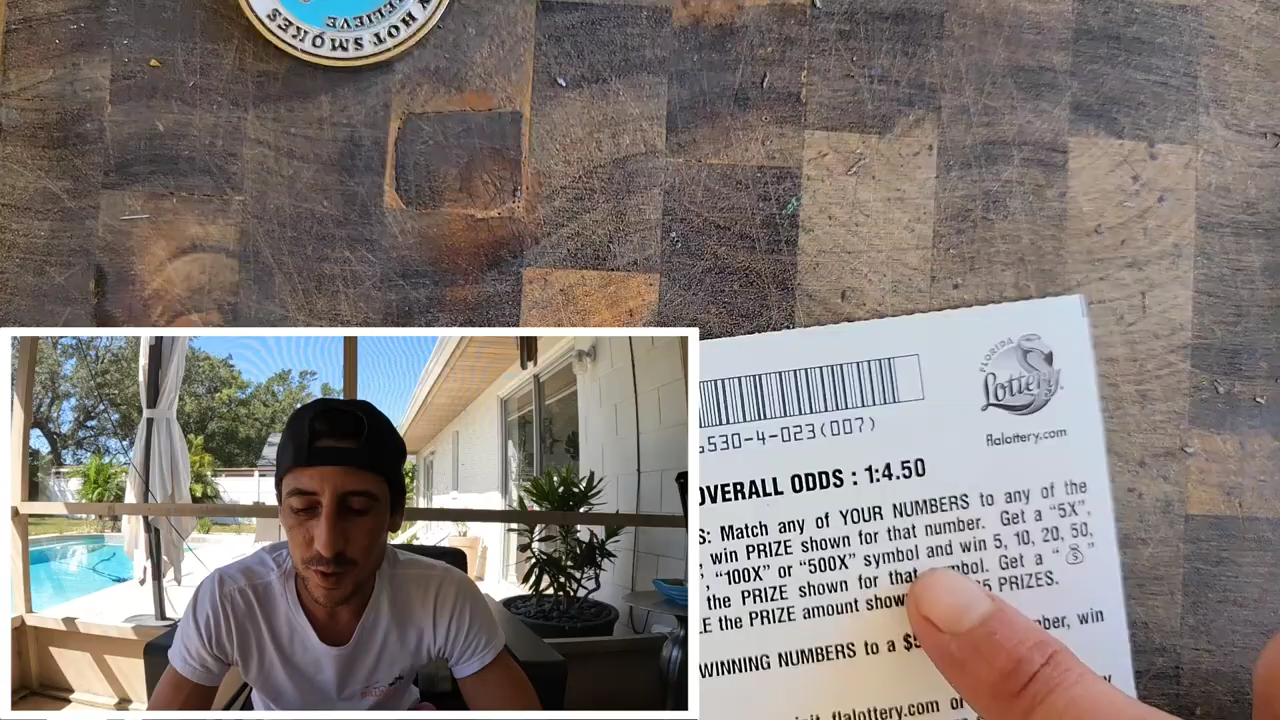 HOT SMOKES
BELIEVE
FLORIDA
Lottery
flalottery.com
530-4-023(007)
OVERALL ODDS : 1:4.50
S: Match any of YOUR NUMBERS to any of the
, win PRIZE shown for that number. Get a "5X",
, "100X" or "500X" symbol and win 5, 10, 20, 50,
the PRIZE shown for that symbol. Get a " "
the PRIZE amount PRIZES.
WINNING NUMBERS to a win
flalottery.com or